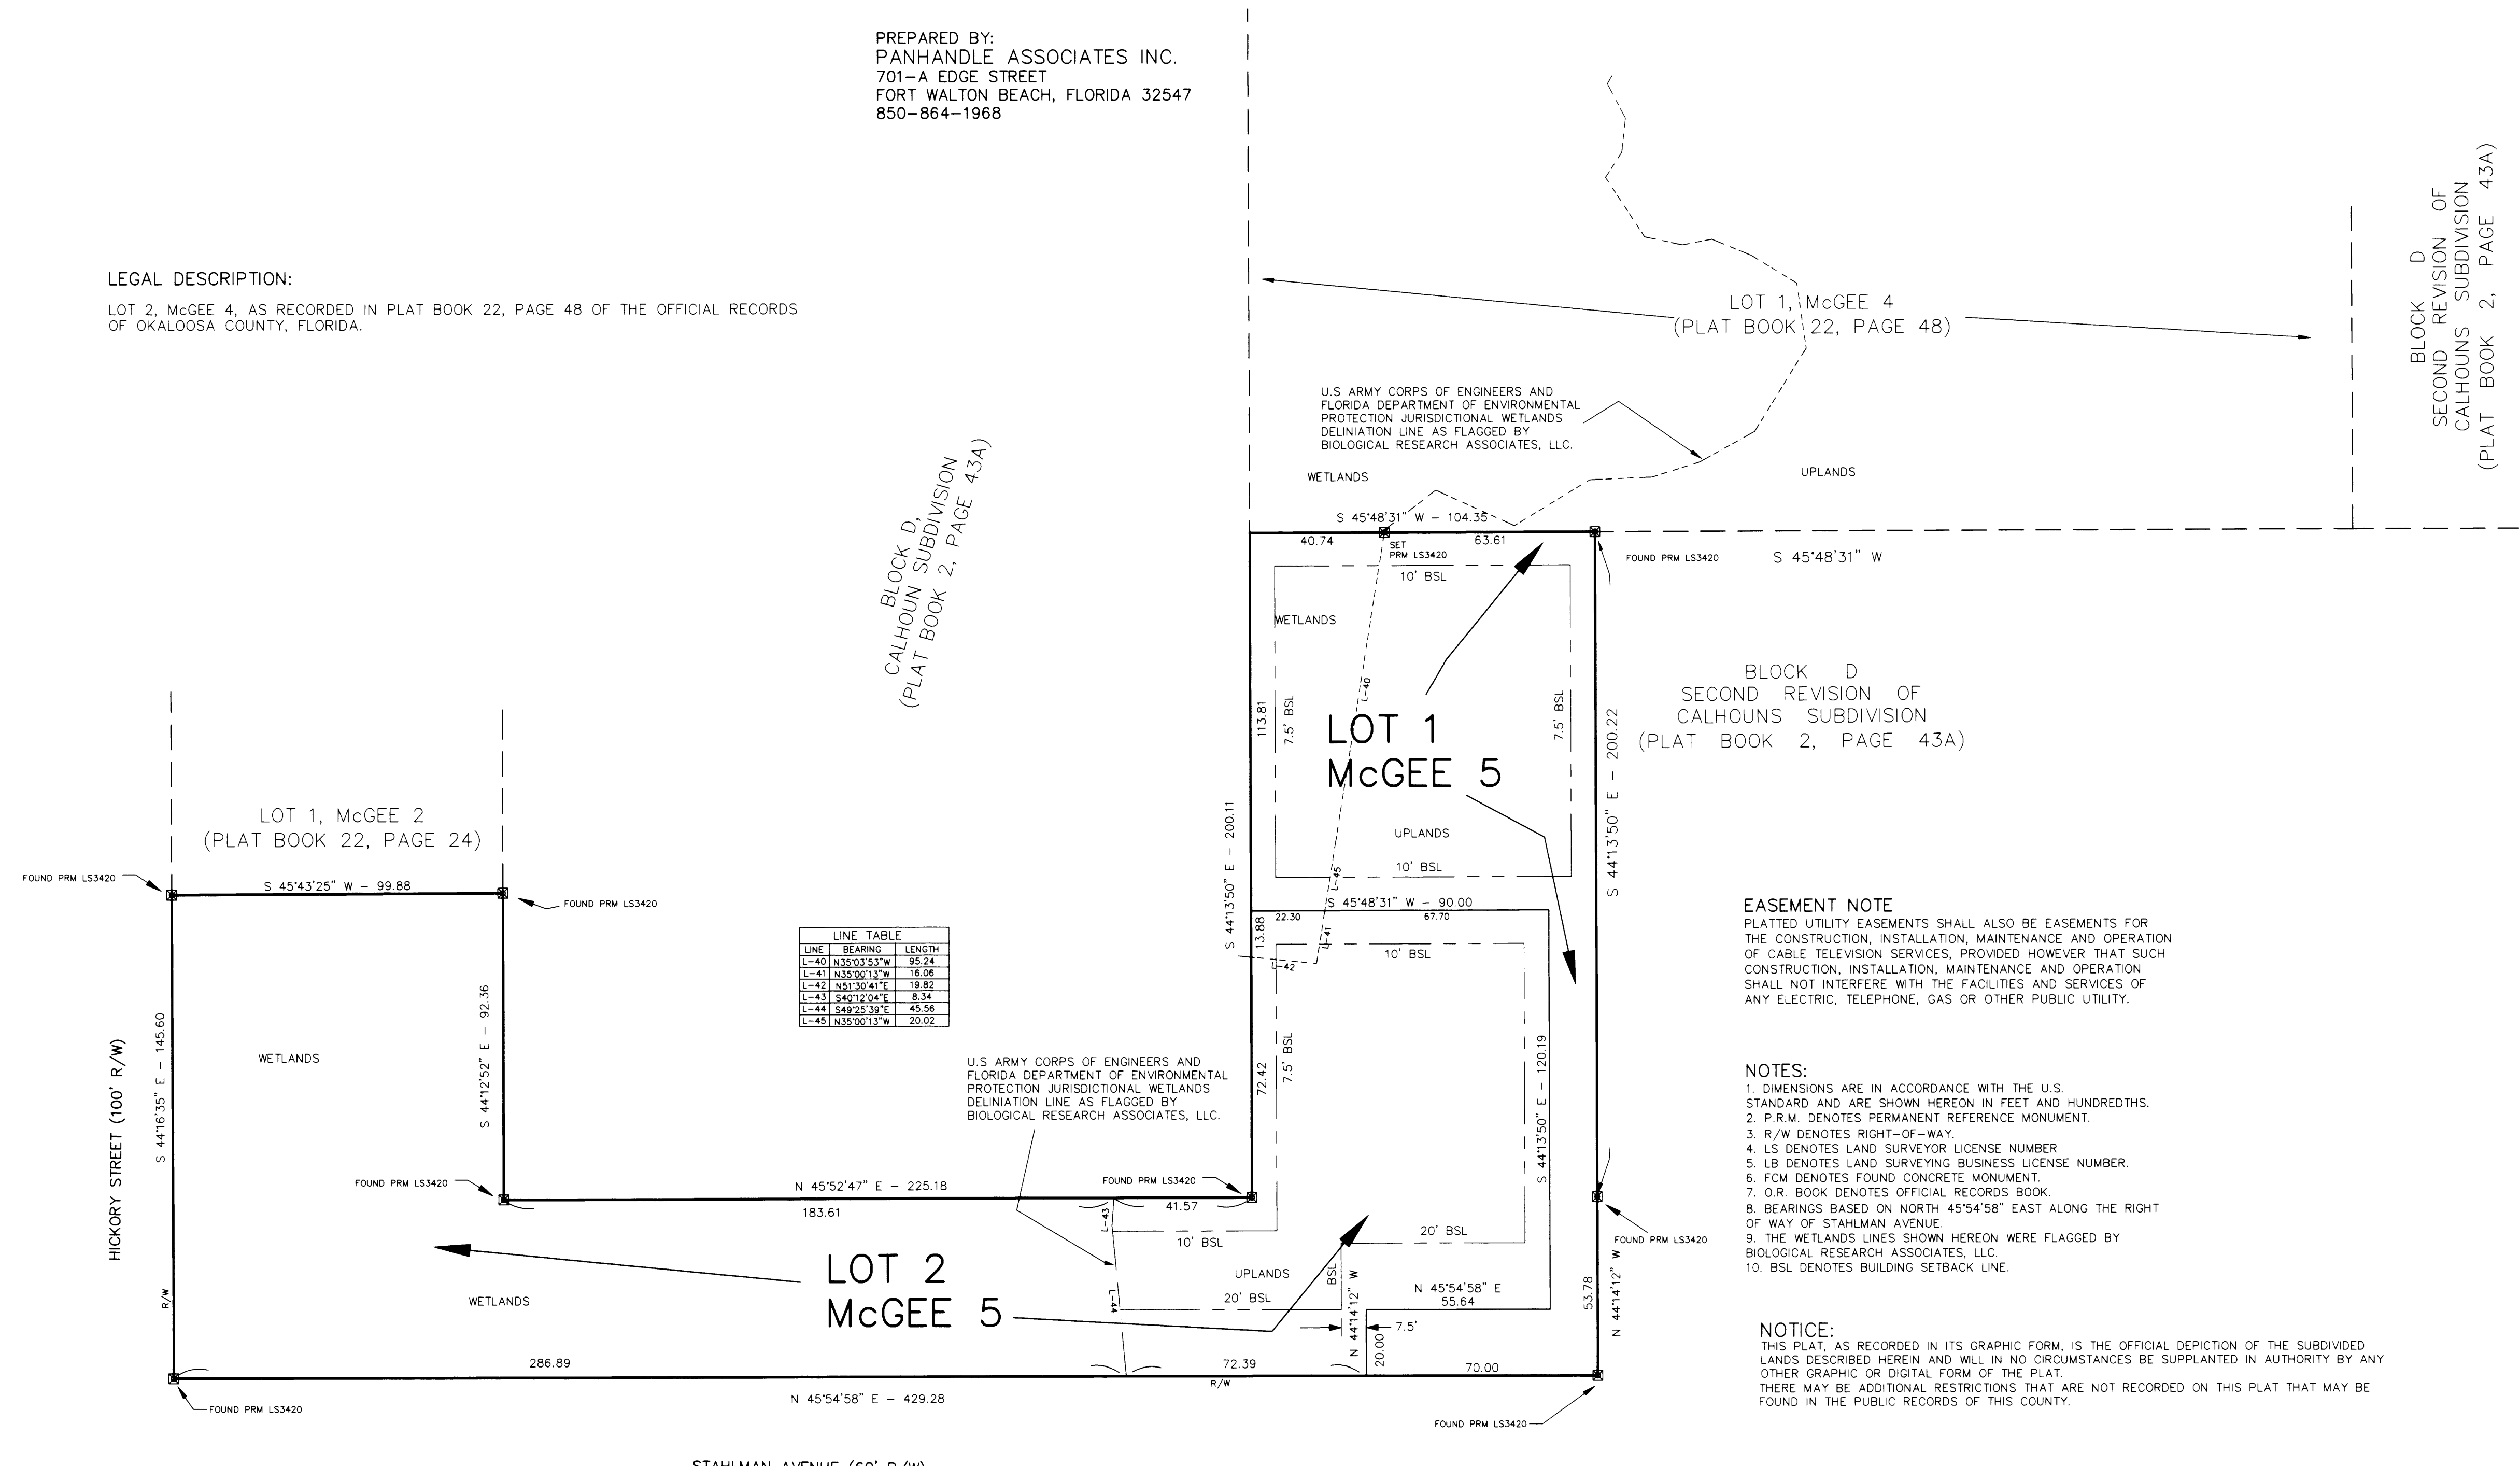 PREPARED BY:
PANHANDLE ASSOCIATES INC.
701-A EDGE STREET
FORT WALTON BEACH, FLORIDA 32547
850-864-1968
LEGAL DESCRIPTION:
LOT 2, McGEE 4, AS RECORDED IN PLAT BOOK 22, PAGE 48 OF THE OFFICIAL RECORDS
OF OKALOOSA COUNTY, FLORIDA.
LOT 1, McGEE 4
(PLAT BOOK 22, PAGE 48)
BLOCK D
SECOND REVISION OF
CALHOUNS SUBDIVISION
(PLAT BOOK 2, PAGE 43A)
U.S ARMY CORPS OF ENGINEERS AND
FLORIDA DEPARTMENT OF ENVIRONMENTAL
PROTECTION JURISDICTIONAL WETLANDS
DELINIATION LINE AS FLAGGED BY
BIOLOGICAL RESEARCH ASSOCIATES, LLC.
WETLANDS
UPLANDS
BLOCK D,
CALHOUN SUBDIVISION
(PLAT BOOK 2, PAGE 43A)
S 45°48'31" W - 104.35
40.74
SET
PRM LS3420
63.61
FOUND PRM LS3420
S 45°48'31" W
10' BSL
WETLANDS
L-40
113.81
7.5' BSL
7.5' BSL
LOT 1
McGEE 5
S 44°13'50" E - 200.22
BLOCK D
SECOND REVISION OF
CALHOUNS SUBDIVISION
(PLAT BOOK 2, PAGE 43A)
S 44°13'50" E - 200.11
UPLANDS
10' BSL
L-45
LOT 1, McGEE 2
(PLAT BOOK 22, PAGE 24)
FOUND PRM LS3420
S 45°43'25" W - 99.88
FOUND PRM LS3420
S 45°48'31" W - 90.00
22.30
67.70
13.88
L-41
L-42
10' BSL
LINE TABLE
LINE BEARING LENGTH
L-40 N35°03'53"W 95.24
L-41 N35°00'13"W 16.06
L-42 N51°30'41"E 19.82
L-43 S40°12'04"E 8.34
L-44 S49°25'39"E 45.56
L-45 N35°00'13"W 20.02
EASEMENT NOTE
PLATTED UTILITY EASEMENTS SHALL ALSO BE EASEMENTS FOR
THE CONSTRUCTION, INSTALLATION, MAINTENANCE AND OPERATION
OF CABLE TELEVISION SERVICES, PROVIDED HOWEVER THAT SUCH
CONSTRUCTION, INSTALLATION, MAINTENANCE AND OPERATION
SHALL NOT INTERFERE WITH THE FACILITIES AND SERVICES OF
ANY ELECTRIC, TELEPHONE, GAS OR OTHER PUBLIC UTILITY.
HICKORY STREET (100' R/W)
S 44°16'35" E - 145.60
WETLANDS
S 44°12'52" E - 92.36
U.S ARMY CORPS OF ENGINEERS AND
FLORIDA DEPARTMENT OF ENVIRONMENTAL
PROTECTION JURISDICTIONAL WETLANDS
DELINIATION LINE AS FLAGGED BY
BIOLOGICAL RESEARCH ASSOCIATES, LLC.
72.42
7.5' BSL
S 44°13'50" E - 120.19
NOTES:
1. DIMENSIONS ARE IN ACCORDANCE WITH THE U.S.
STANDARD AND ARE SHOWN HEREON IN FEET AND HUNDREDTHS.
2. P.R.M. DENOTES PERMANENT REFERENCE MONUMENT.
3. R/W DENOTES RIGHT-OF-WAY.
4. LS DENOTES LAND SURVEYOR LICENSE NUMBER
5. LB DENOTES LAND SURVEYING BUSINESS LICENSE NUMBER.
6. FCM DENOTES FOUND CONCRETE MONUMENT.
7. O.R. BOOK DENOTES OFFICIAL RECORDS BOOK.
8. BEARINGS BASED ON NORTH 45°54'58" EAST ALONG THE RIGHT
OF WAY OF STAHLMAN AVENUE.
9. THE WETLANDS LINES SHOWN HEREON WERE FLAGGED BY
BIOLOGICAL RESEARCH ASSOCIATES, LLC.
10. BSL DENOTES BUILDING SETBACK LINE.
FOUND PRM LS3420
N 45°52'47" E - 225.18
183.61
FOUND PRM LS3420
41.57
L-43
10' BSL
20' BSL
FOUND PRM LS3420
LOT 2
McGEE 5
WETLANDS
R/W
L-44
UPLANDS
20' BSL
BSL
N 44°14'12" W
7.5'
20.00
N 45°54'58" E
55.64
53.78
N 44°14'12" W
286.89
72.39
70.00
R/W
N 45°54'58" E - 429.28
FOUND PRM LS3420
FOUND PRM LS3420
NOTICE:
THIS PLAT, AS RECORDED IN ITS GRAPHIC FORM, IS THE OFFICIAL DEPICTION OF THE SUBDIVIDED
LANDS DESCRIBED HEREIN AND WILL IN NO CIRCUMSTANCES BE SUPPLANTED IN AUTHORITY BY ANY
OTHER GRAPHIC OR DIGITAL FORM OF THE PLAT.
THERE MAY BE ADDITIONAL RESTRICTIONS THAT ARE NOT RECORDED ON THIS PLAT THAT MAY BE
FOUND IN THE PUBLIC RECORDS OF THIS COUNTY.
STAHLMAN AVENUE (60' R/W)